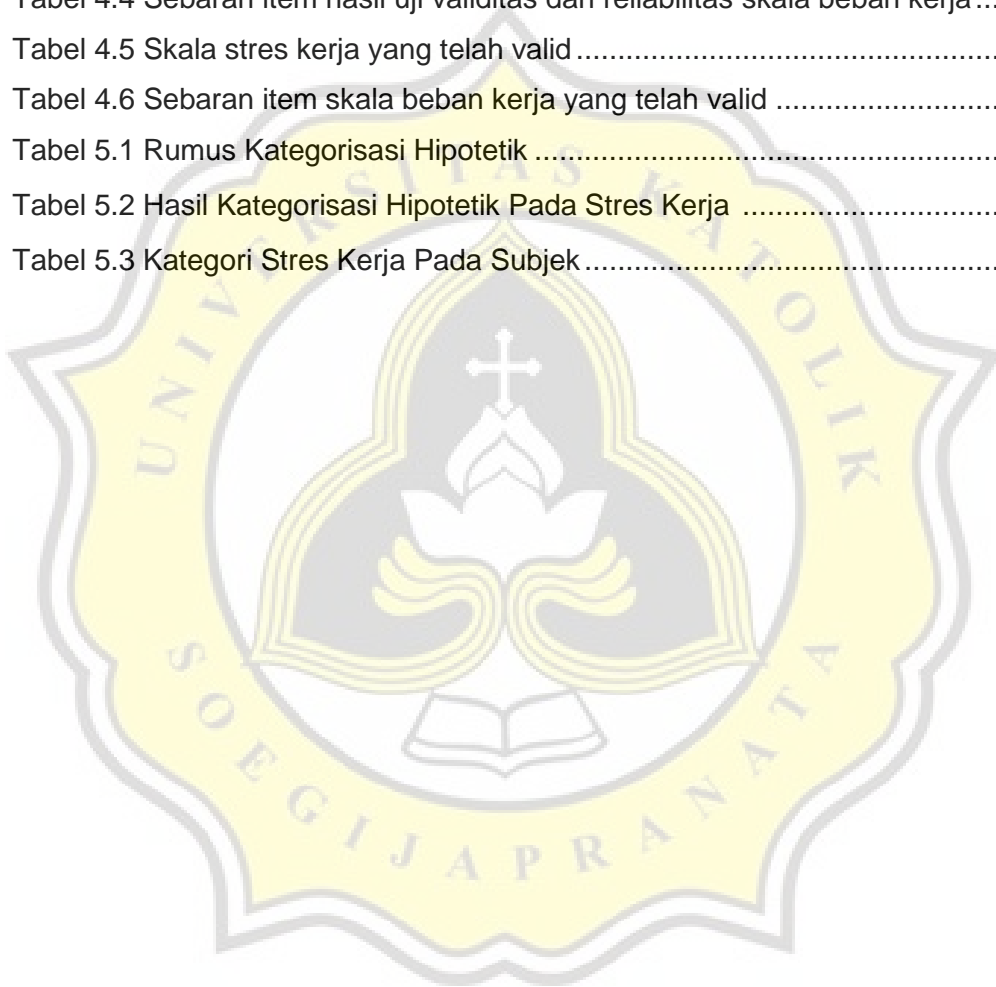 Tabel 4.4 Sebaran item hasil uji validitas dan reliabilitas skala beban kerja...
Tabel 4.5 Skala stres kerja yang telah valid....................................................
Tabel 4.6 Sebaran item skala beban kerja yang telah valid ...........................
Tabel 5.1 Rumus Kategorisasi Hipotetik ..........................................................
Tabel 5.2 Hasil Kategorisasi Hipotetik Pada Stres Kerja ................................
Tabel 5.3 Kategori Stres Kerja Pada Subjek...................................................
UNIVERSITAS KATOLIK
SOEGIJAPRANATA